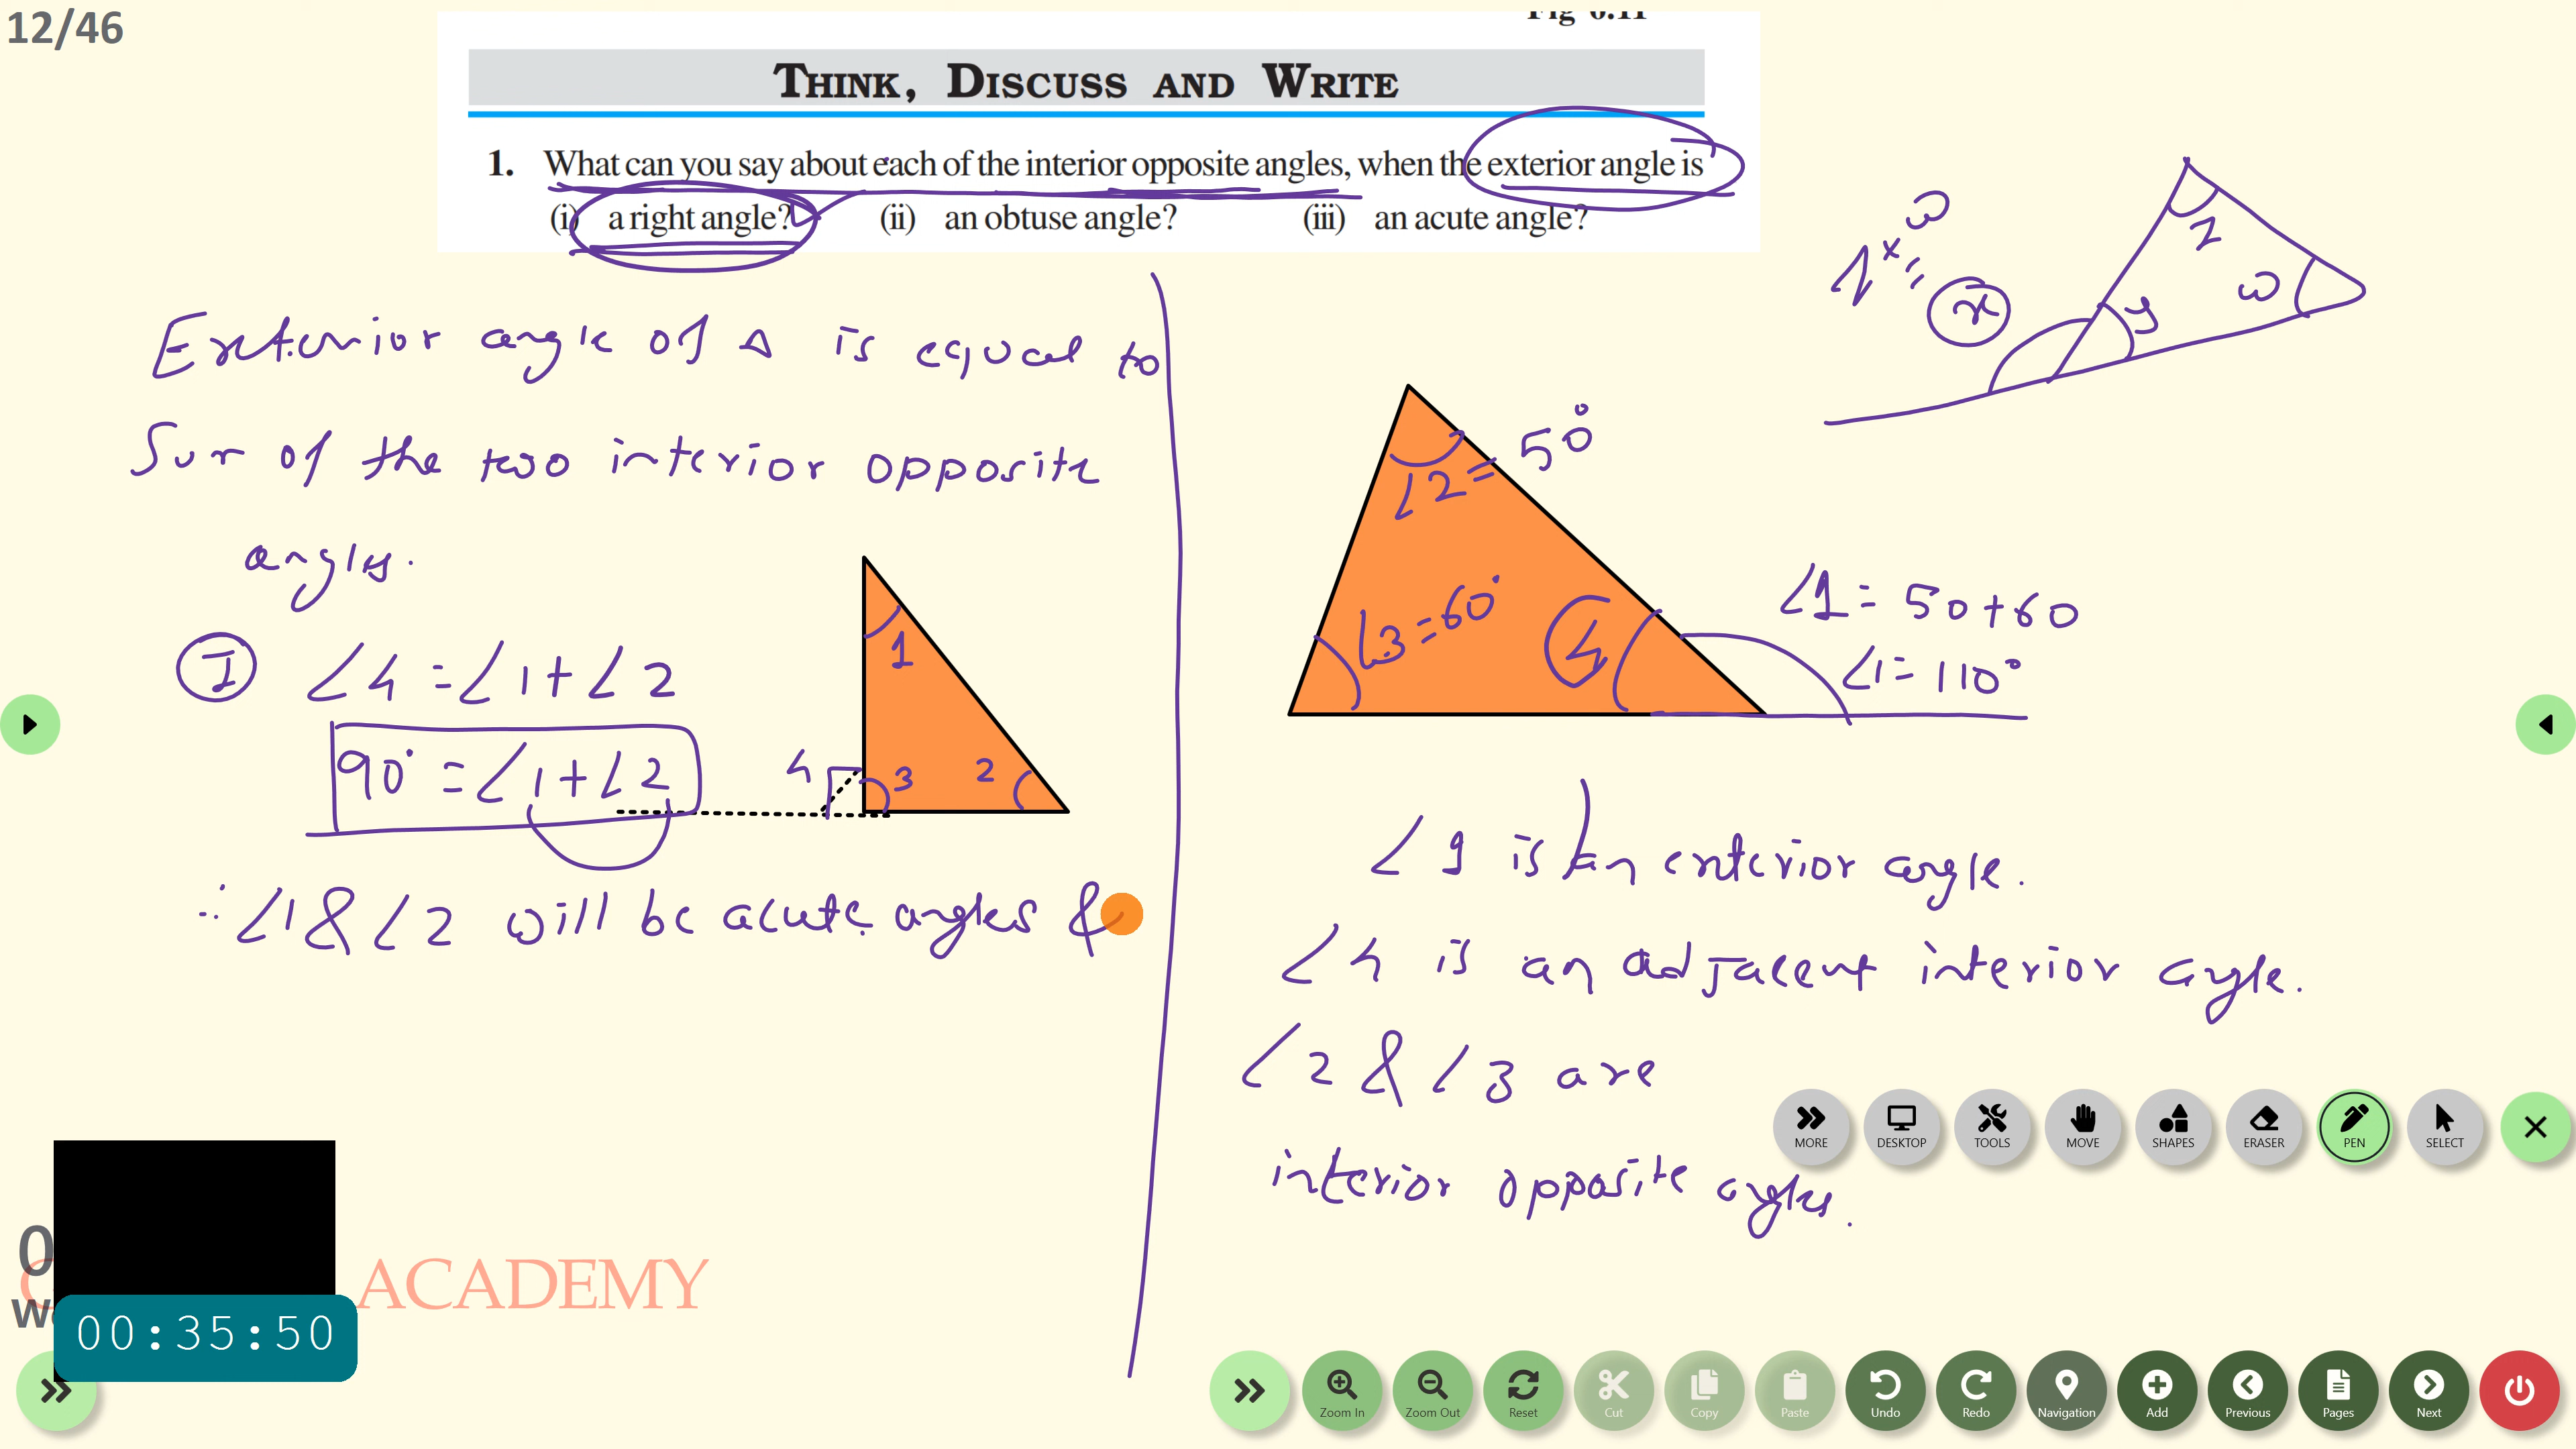 12/46
THINK, DISCUSS AND WRITE
1. What can you say about each of the interior opposite angles, when the exterior angle is
(i) a right angle? (ii) an obtuse angle? (iii) an acute angle?
Exterior angle of Δ is equal to
Sum of the two interior opposite
angles.
I ∠4 = ∠1 + ∠2
90° = ∠1 + ∠2
∴ ∠1 & ∠2 will be acute angles &
1
2
3
4
x
y
z
ω
∠2 = 50°
∠3 = 60°
4
∠1 = 50 + 60
∠1 = 110°
∠1 is an exterior angle.
∠4 is an adjacent interior angle.
∠2 & ∠3 are
interior opposite angles.
ACADEMY
00:35:50
MORE DESKTOP TOOLS MOVE SHAPES ERASER PEN SELECT
Zoom In Zoom Out Reset Cut Copy Paste Undo Redo Navigation Add Previous Pages Next